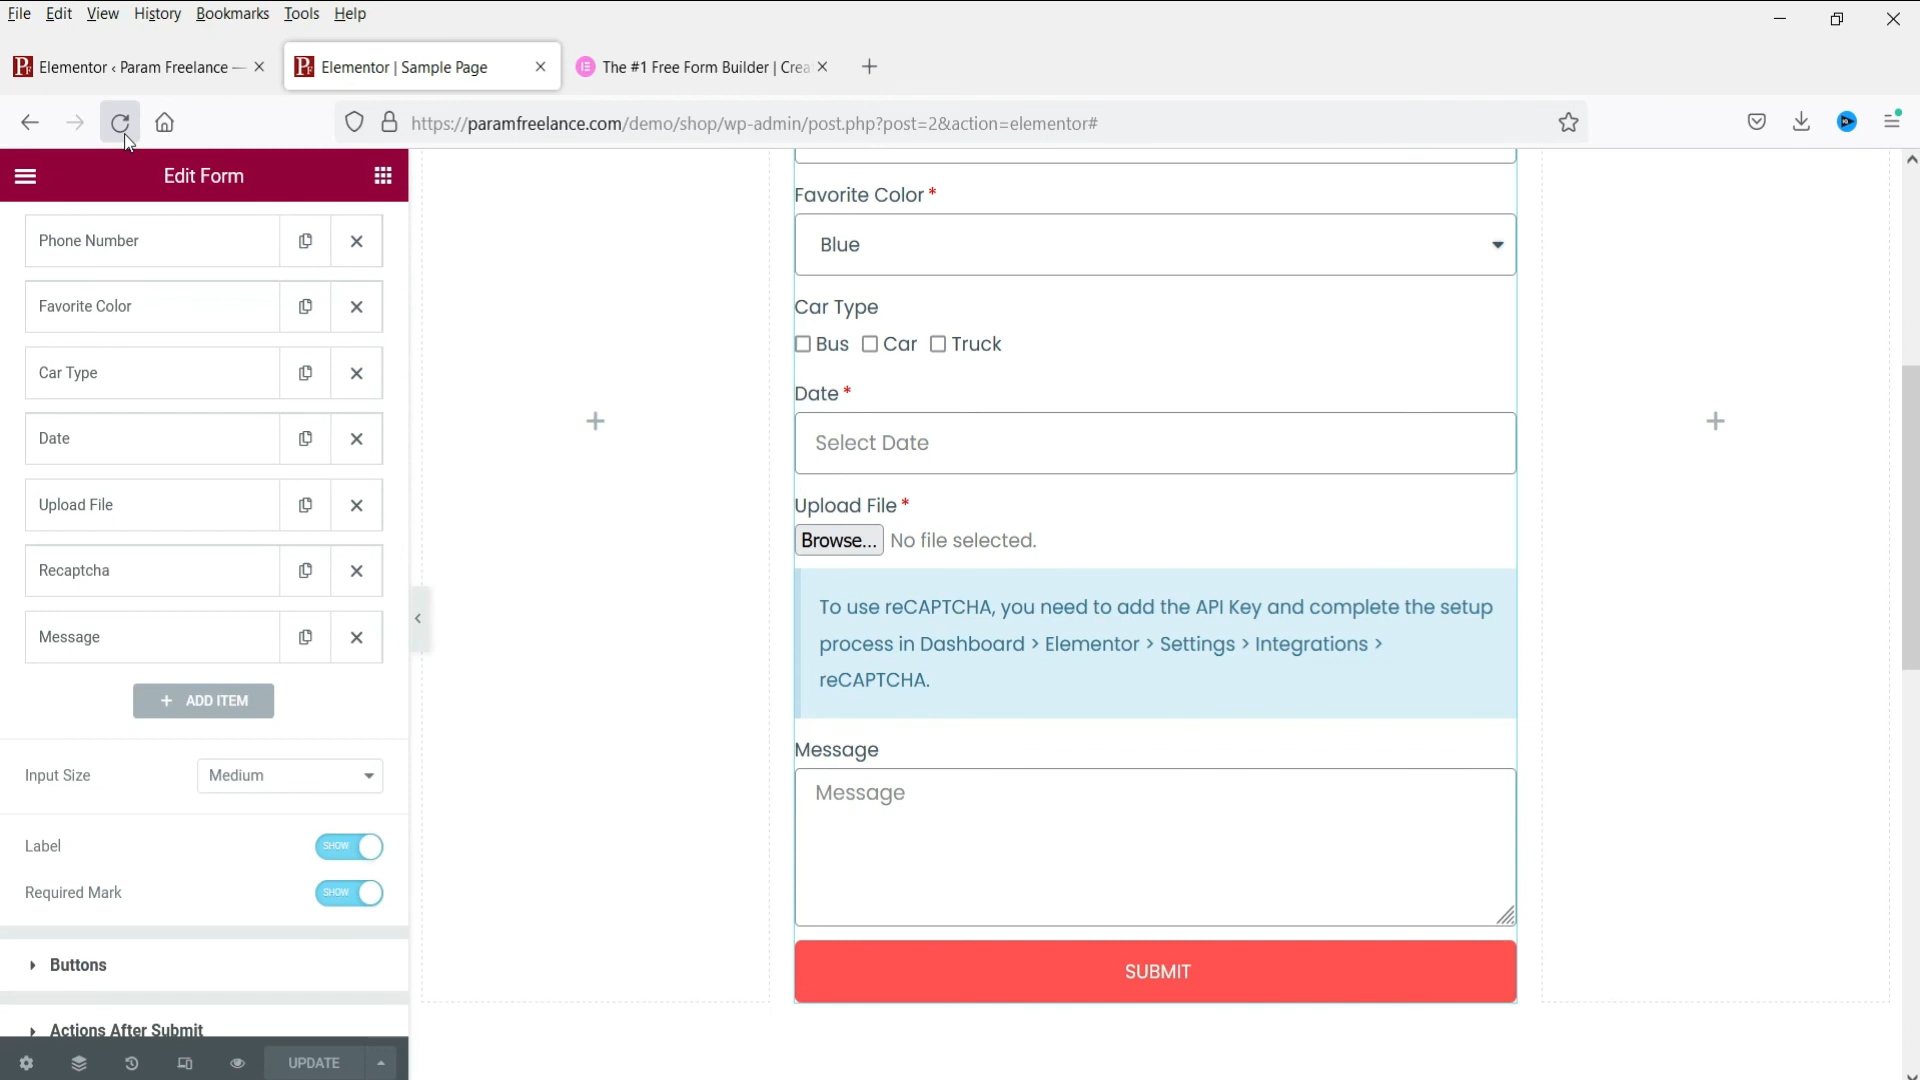 File Edit View History Bookmarks Tools Help
Elementor ‹ Param Freelance —
Elementor | Sample Page
The #1 Free Form Builder | Crea
https://paramfreelance.com/demo/shop/wp-admin/post.php?post=2&action=elementor#
Edit Form
Phone Number
Favorite Color
Car Type
Date
Upload File
Recaptcha
Message
+ ADD ITEM
Input Size Medium
Label SHOW
Required Mark SHOW
Buttons
Actions After Submit
UPDATE
Favorite Color *
Blue
Car Type
Bus Car Truck
Date *
Select Date
Upload File *
Browse... No file selected.
To use reCAPTCHA, you need to add the API Key and complete the setup
process in Dashboard > Elementor > Settings > Integrations >
reCAPTCHA.
Message
Message
SUBMIT